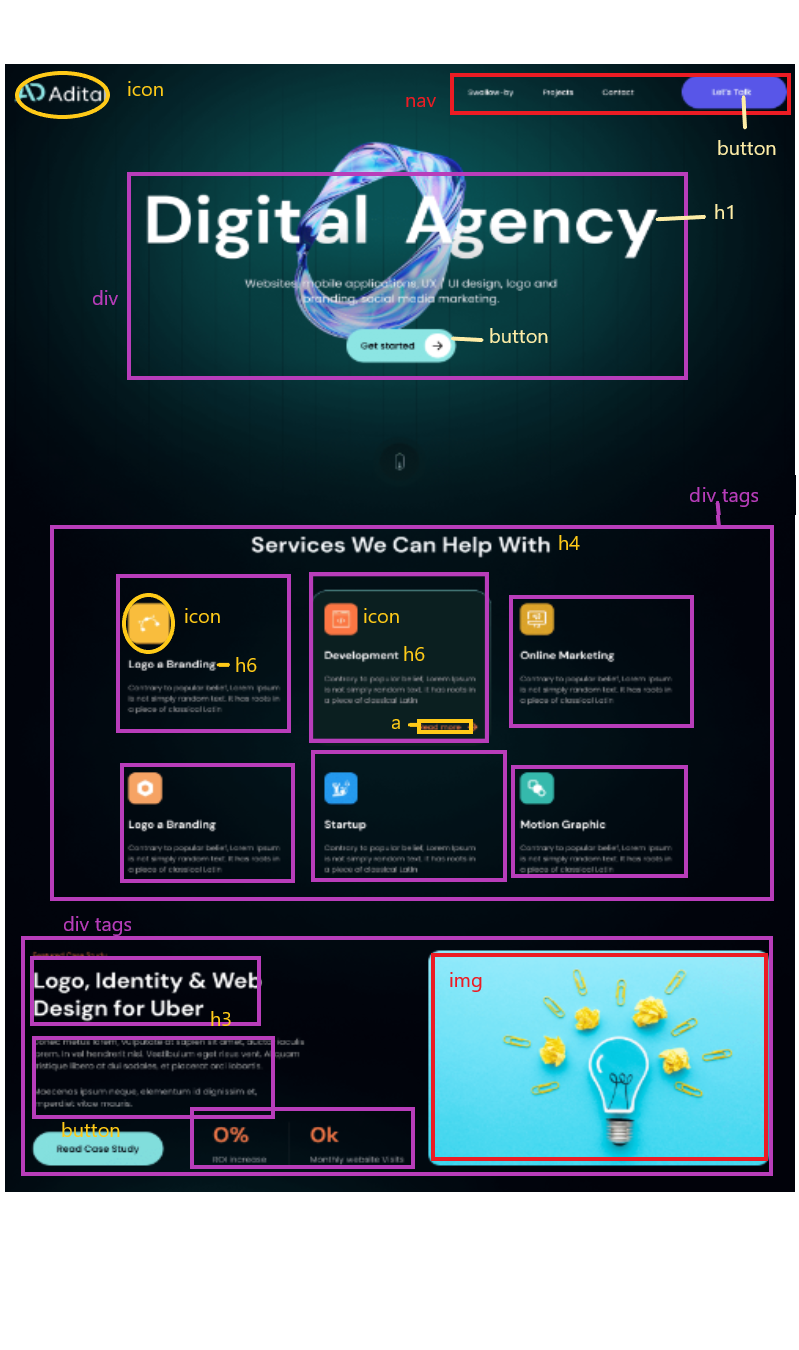 Adita
icon
nav
Swallow-by Projects Contact Let's Talk
button
Digital Agency
h1
Websites, mobile applications, UX / UI design, logo and
branding, social media marketing.
div
Get started
button
div tags
Services We Can Help With
h4
icon
Logo a Branding
h6
Contrary to popular belief, Lorem Ipsum
is not simply random text. It has roots in
a piece of classical Latin
icon
Development
h6
Contrary to popular belief, Lorem Ipsum
is not simply random text. It has roots in
a piece of classical Latin
a
Read more
Online Marketing
Contrary to popular belief, Lorem Ipsum
is not simply random text. It has roots in
a piece of classical Latin
Logo a Branding
Contrary to popular belief, Lorem Ipsum
is not simply random text. It has roots in
a piece of classical Latin
Startup
Contrary to popular belief, Lorem Ipsum
is not simply random text. It has roots in
a piece of classical Latin
Motion Graphic
Contrary to popular belief, Lorem Ipsum
is not simply random text. It has roots in
a piece of classical Latin
div tags
Featured Case Study
Logo, Identity & Web
Design for Uber
h3
Donec metus lorem, vulputate at sapien sit amet, auctor iaculis
lorem. In vel hendrerit nisl. Vestibulum eget risus velit. Aliquam
tristique libero at dui sodales, et placerat orci lobortis.
Maecenas ipsum neque, elementum id dignissim et,
imperdiet vitae mauris.
button
Read Case Study
0%
ROI increase
0k
Monthly website Visits
img